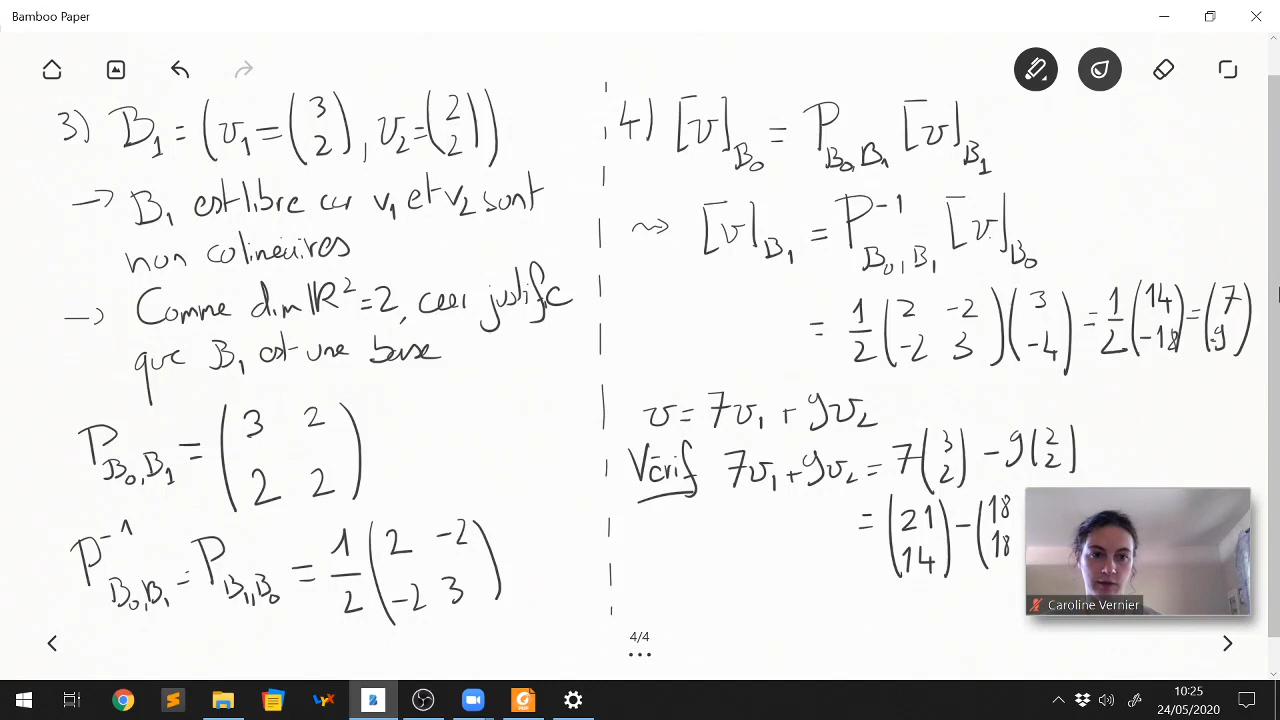 Bamboo Paper
3) B₁ = (v₁ = (3 2), v₂ = (2 2))
→ B₁ est libre car v₁ et v₂ sont
non colinéaires
→ Comme dim ℝ² = 2, ceci justifie
que B₁ est une base
P_{B₀,B₁} = (3 2
2 2)
P⁻¹_{B₀,B₁} = P_{B₁,B₀} = 1/2 (2 -2
-2 3)
4) [v]_{B₀} = P_{B₀,B₁} [v]_{B₁}
⇝ [v]_{B₁} = P⁻¹_{B₀,B₁} [v]_{B₀}
= 1/2 (2 -2
-2 3) (3 -4) = 1/2 (14 -18) = (7 9)
v = 7v₁ + 9v₂
Vérif 7v₁ + 9v₂ = 7(3 2) - 9(2 2)
= (21 14) - (18 18
Caroline Vernier
4/4
10:25
24/05/2020